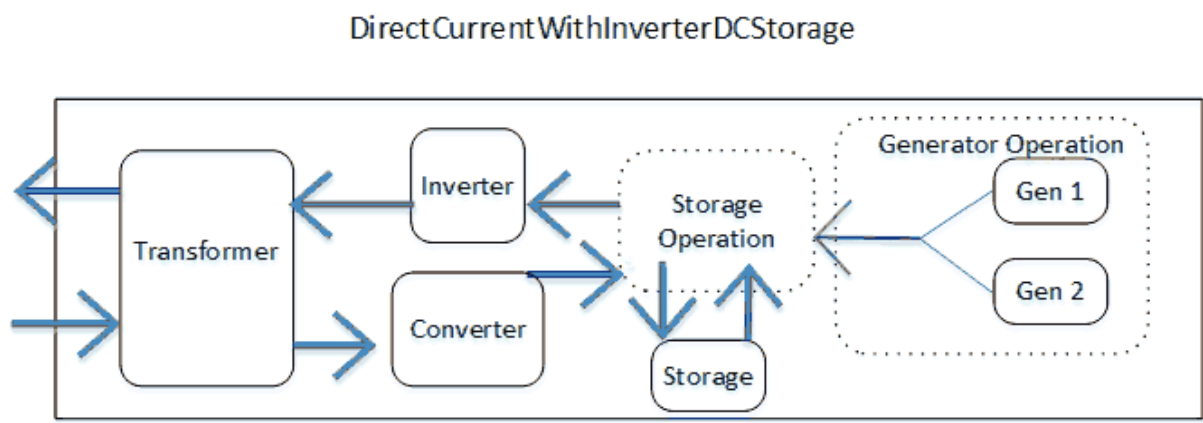 DirectCurrentWithInverterDCStorage
Generator Operation
Inverter
Gen 1
Storage
Operation
Transformer
Gen 2
Converter
Storage